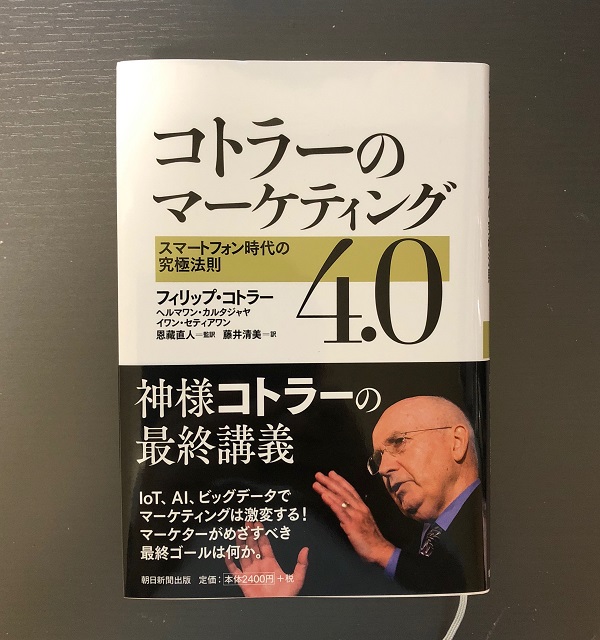 コトラーの
マーケティング
4.0
スマートフォン時代の
究極法則
フィリップ・コトラー
ヘルマワン・カルタジャヤ
イワン・セティアワン
恩藏直人―監訳 藤井清美―訳
神様コトラーの
最終講義
IoT、AI、ビッグデータで
マーケティングは激変する!
マーケターがめざすべき
最終ゴールは何か。
朝日新聞出版 定価:本体2400円+税